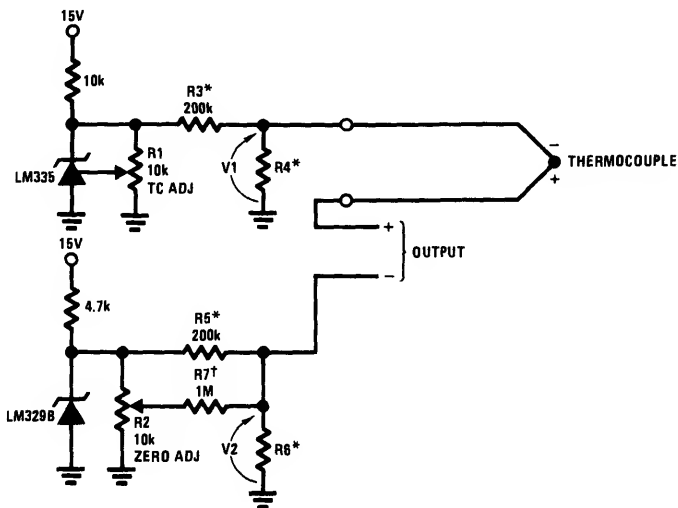 15V
10k
R3*
200k
R1
10k
TC ADJ
V1
R4*
LM335
−
THERMOCOUPLE
+
15V
+
OUTPUT
−
4.7k
R5*
200k
R7†
1M
LM329B
R2
10k
ZERO ADJ
V2
R6*